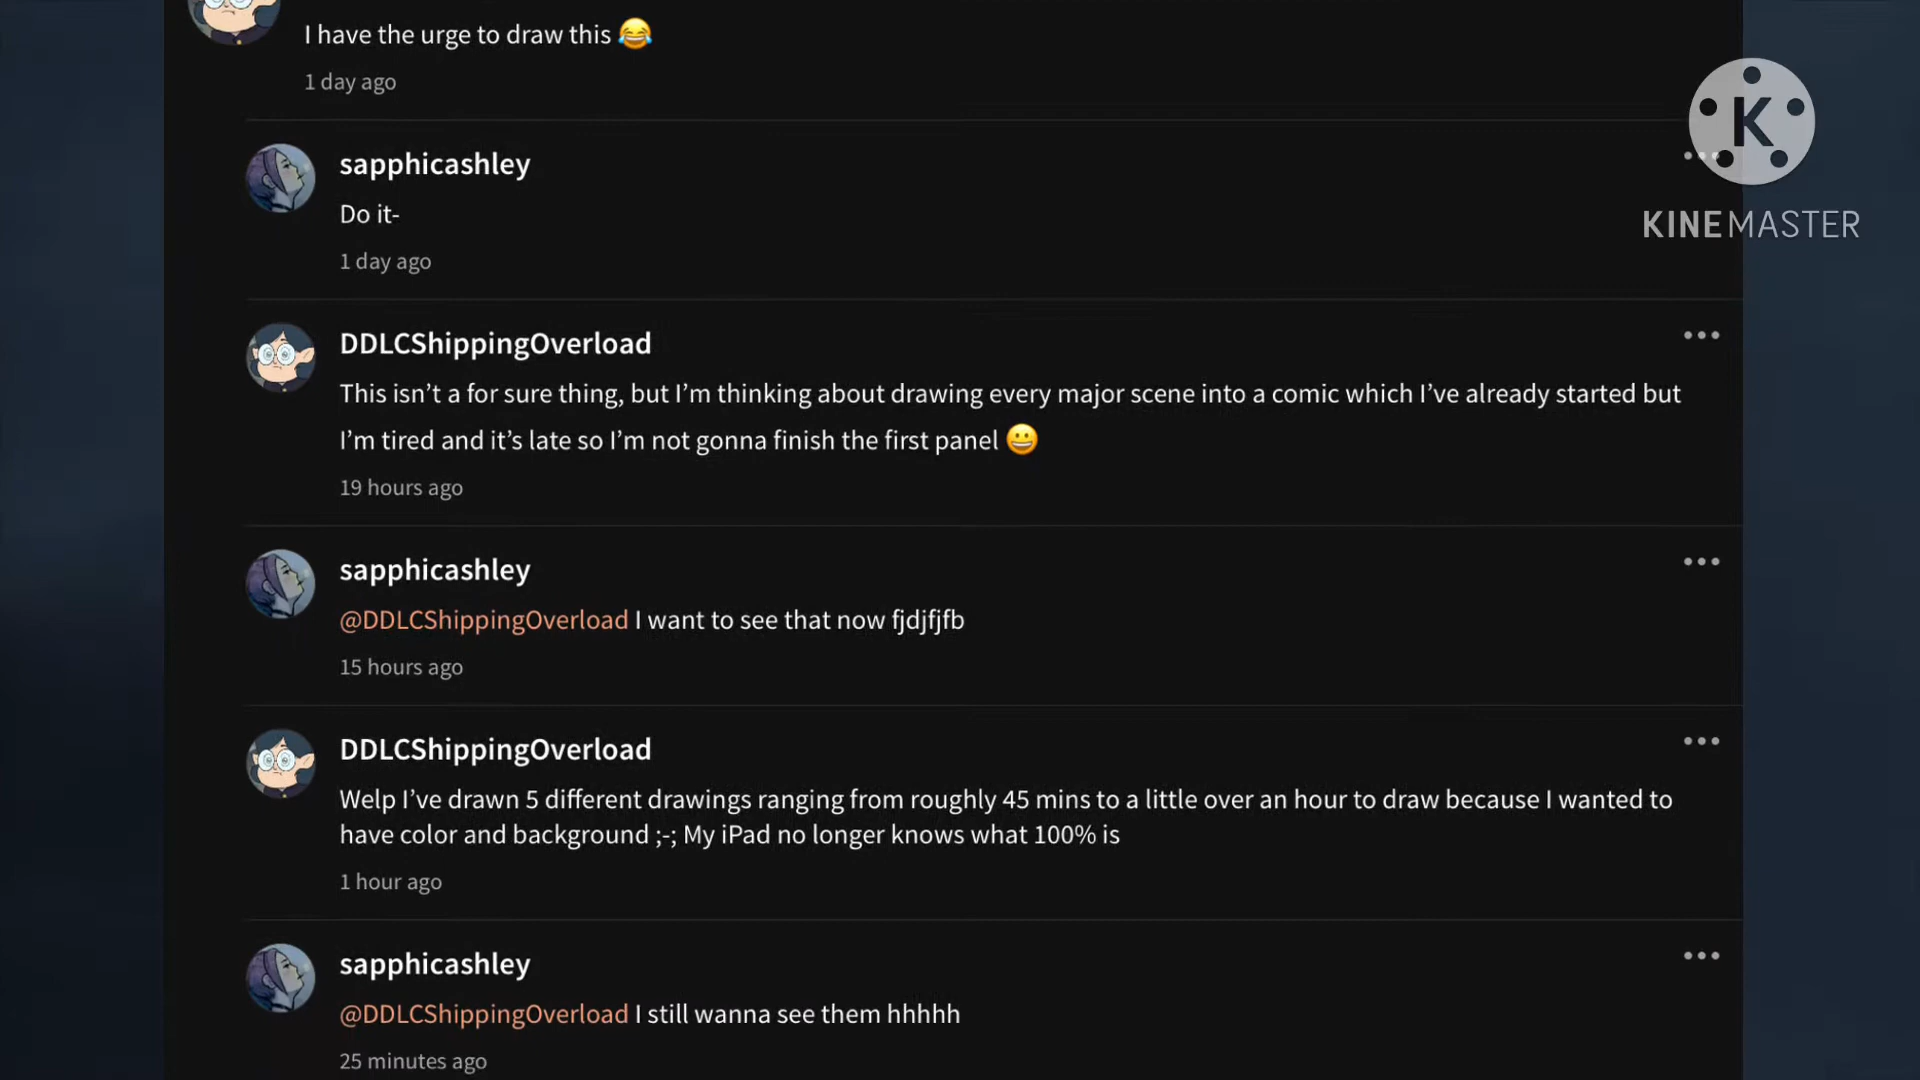 I have the urge to draw this 😂
1 day ago
sapphicashley
Do it-
1 day ago
DDLCShippingOverload
This isn’t a for sure thing, but I’m thinking about drawing every major scene into a comic which I’ve already started but
I’m tired and it’s late so I’m not gonna finish the first panel 😀
19 hours ago
sapphicashley
@DDLCShippingOverload I want to see that now fjdjfjfb
15 hours ago
DDLCShippingOverload
Welp I’ve drawn 5 different drawings ranging from roughly 45 mins to a little over an hour to draw because I wanted to
have color and background ;-; My iPad no longer knows what 100% is
1 hour ago
sapphicashley
@DDLCShippingOverload I still wanna see them hhhhh
25 minutes ago
K
KINEMASTER